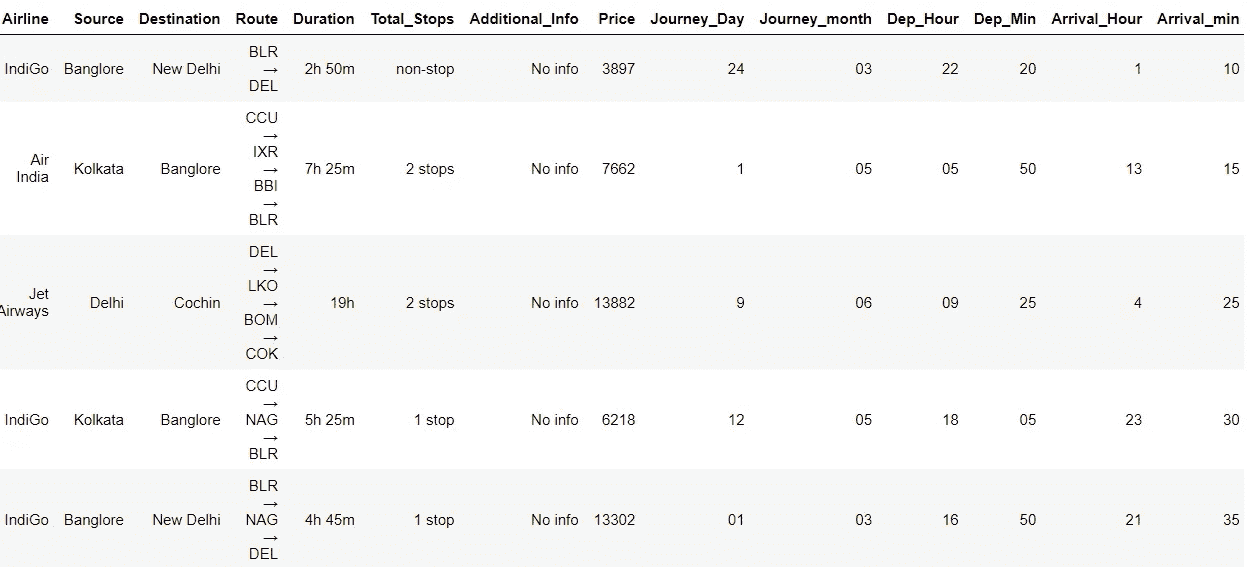 Airline Source Destination Route Duration Total_Stops Additional_Info Price Journey_Day Journey_month Dep_Hour Dep_Min Arrival_Hour Arrival_min
IndiGo Banglore New Delhi BLR → DEL 2h 50m non-stop No info 3897 24 03 22 20 1 10
Air India Kolkata Banglore CCU → IXR → BBI → BLR 7h 25m 2 stops No info 7662 1 05 05 50 13 15
Jet Airways Delhi Cochin DEL → LKO → BOM → COK 19h 2 stops No info 13882 9 06 09 25 4 25
IndiGo Kolkata Banglore CCU → NAG → BLR 5h 25m 1 stop No info 6218 12 05 18 05 23 30
IndiGo Banglore New Delhi BLR → NAG → DEL 4h 45m 1 stop No info 13302 01 03 16 50 21 35